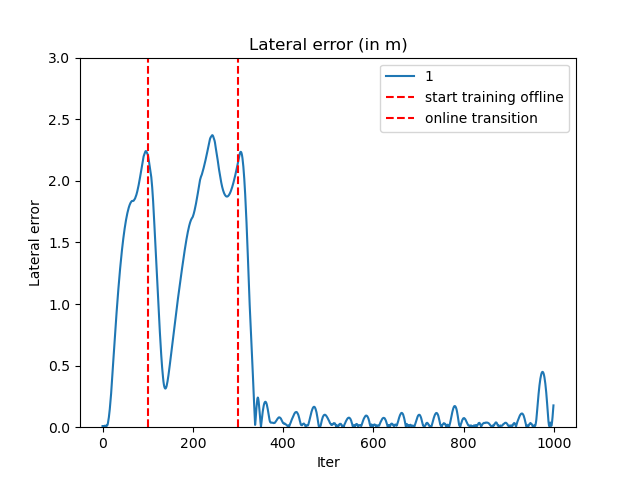 Lateral error (in m)
3.0
2.5
2.0
1.5
1.0
0.5
0.0
Lateral error
1
start training offline
online transition
0
200
400
600
800
1000
Iter